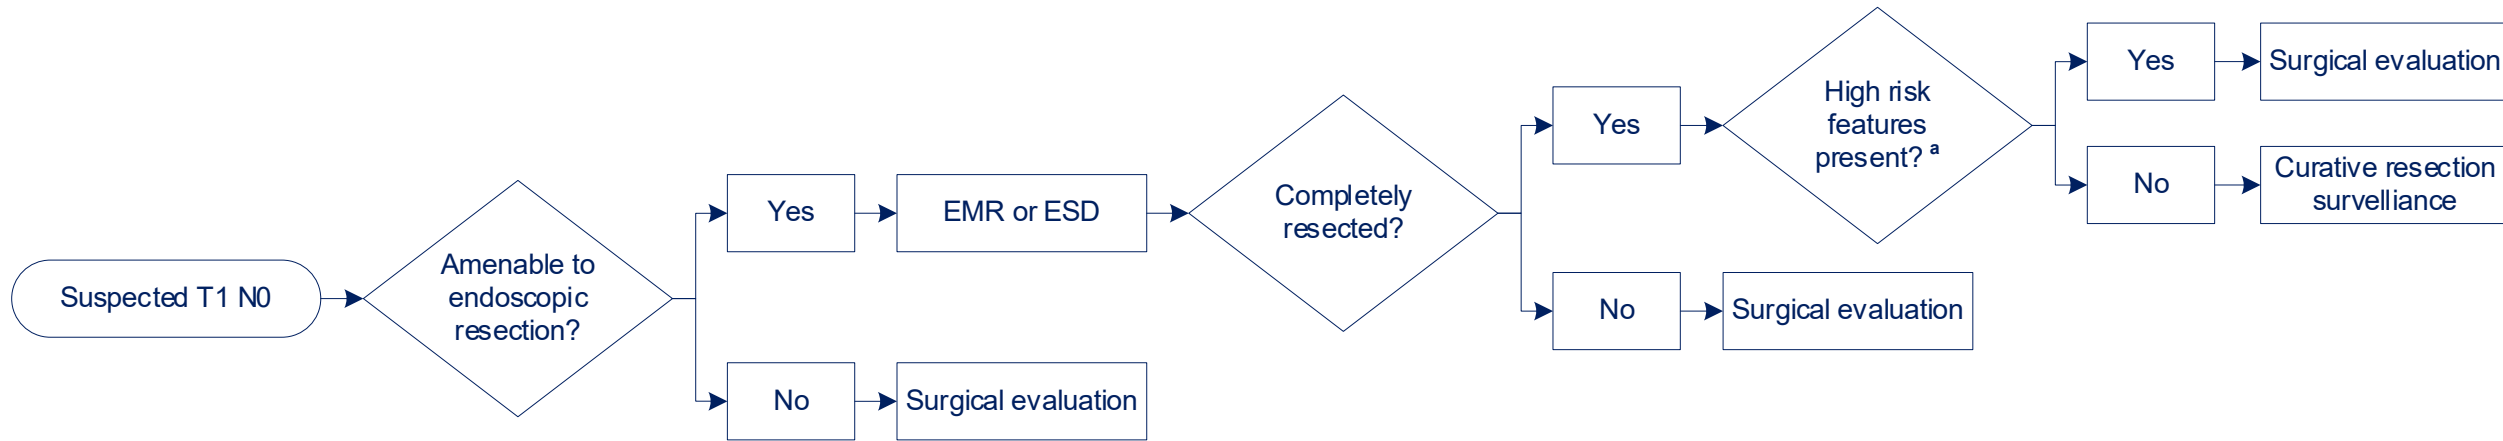 Suspected T1 N0
Amenable to
endoscopic
resection?
Yes
EMR or ESD
No
Surgical evaluation
Completely
resected?
Yes
No
Surgical evaluation
High risk
features
present? a
Yes
Surgical evaluation
No
Curative resection
survelliance